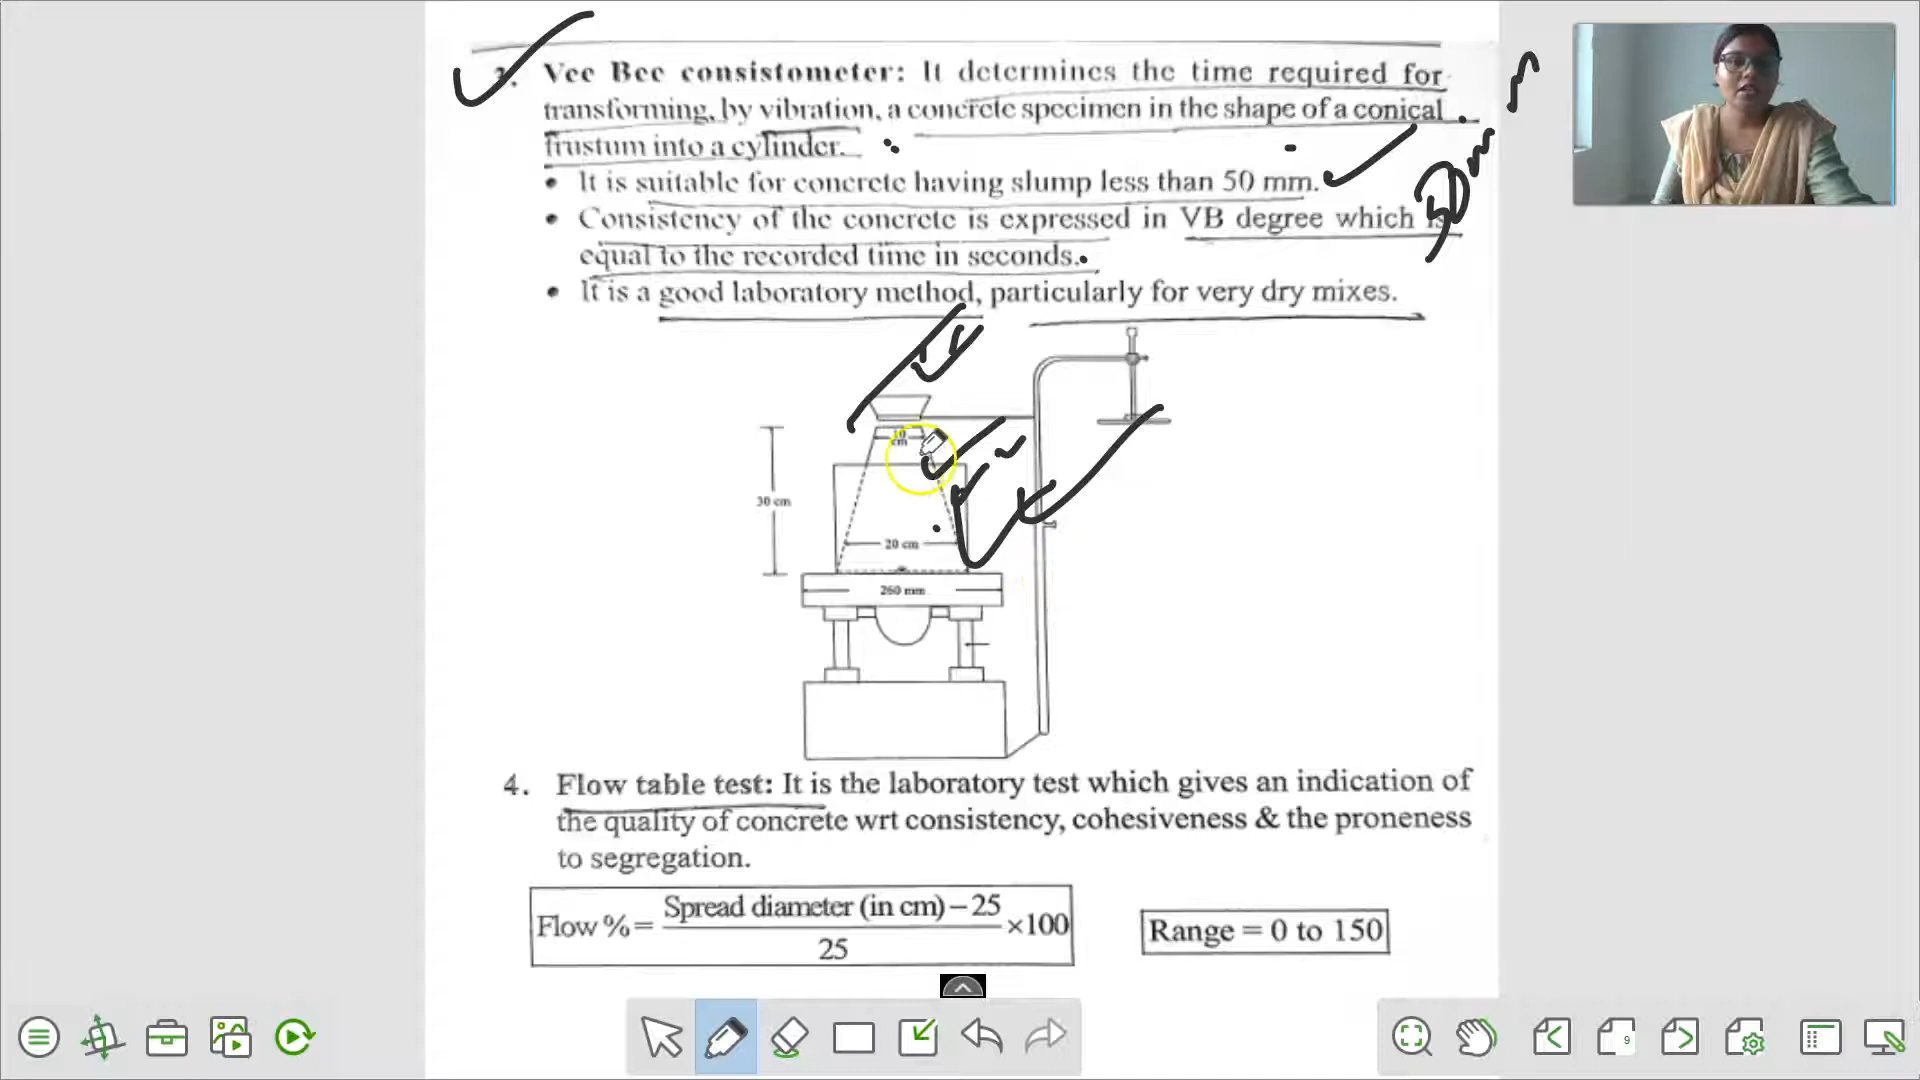 3. Vee Bee consistometer: It determines the time required for
transforming, by vibration, a concrete specimen in the shape of a conical
frustum into a cylinder.
• It is suitable for concrete having slump less than 50 mm.
• Consistency of the concrete is expressed in VB degree which is
equal to the recorded time in seconds.
• It is a good laboratory method, particularly for very dry mixes.
50mm
10
cm
30 cm
20 cm
260 mm
4. Flow table test: It is the laboratory test which gives an indication of
the quality of concrete wrt consistency, cohesiveness & the proneness
to segregation.
Flow % = Spread diameter (in cm) – 25
25
×100
Range = 0 to 150
9